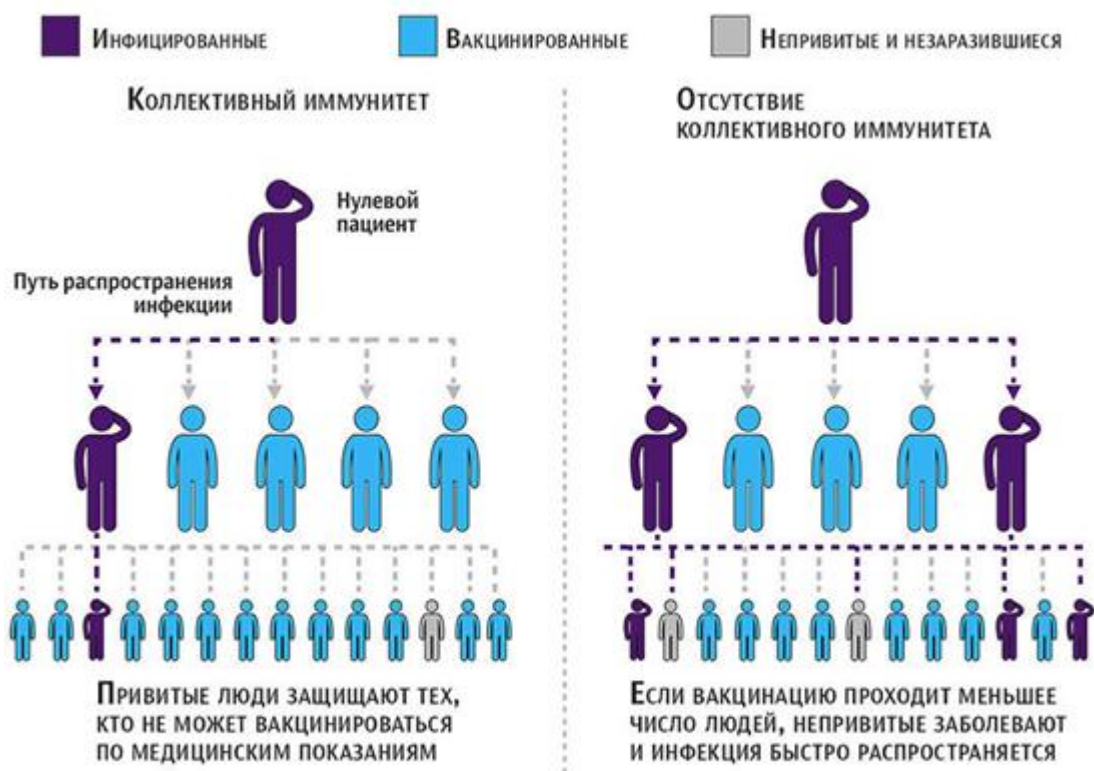 Инфицированные
Вакцинированные
Непривитые и незаразившиеся
Коллективный иммунитет
Нулевой
пациент
Путь распространения
инфекции
Привитые люди защищают тех,
кто не может вакцинироваться
по медицинским показаниям
Отсутствие
коллективного иммунитета
Если вакцинацию проходит меньшее
число людей, непривитые заболевают
и инфекция быстро распространяется